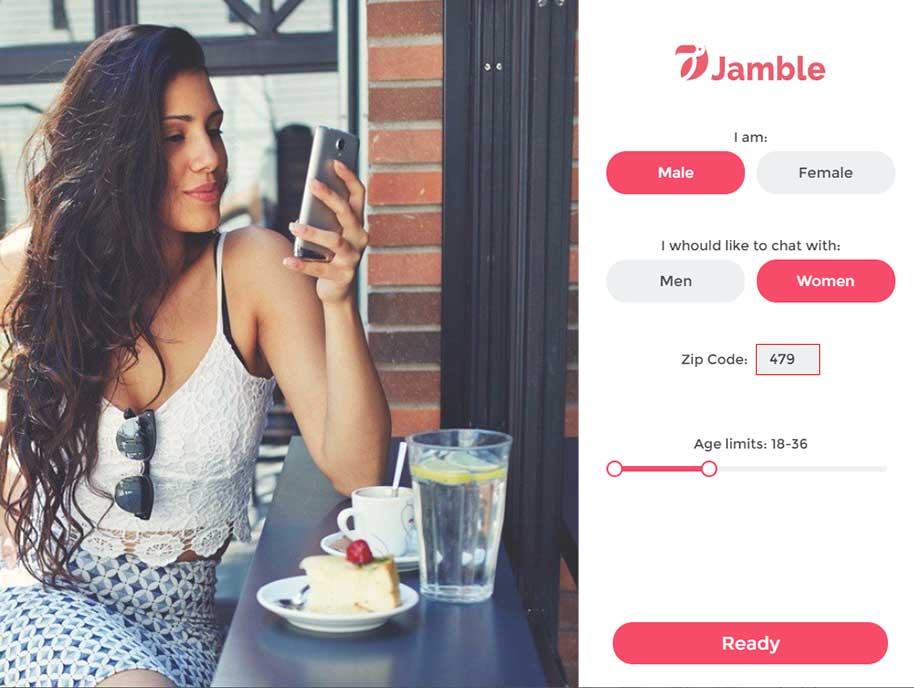 Jamble
I am:
Male Female
I whould like to chat with:
Men Women
Zip Code: 479
Age limits: 18-36
Ready